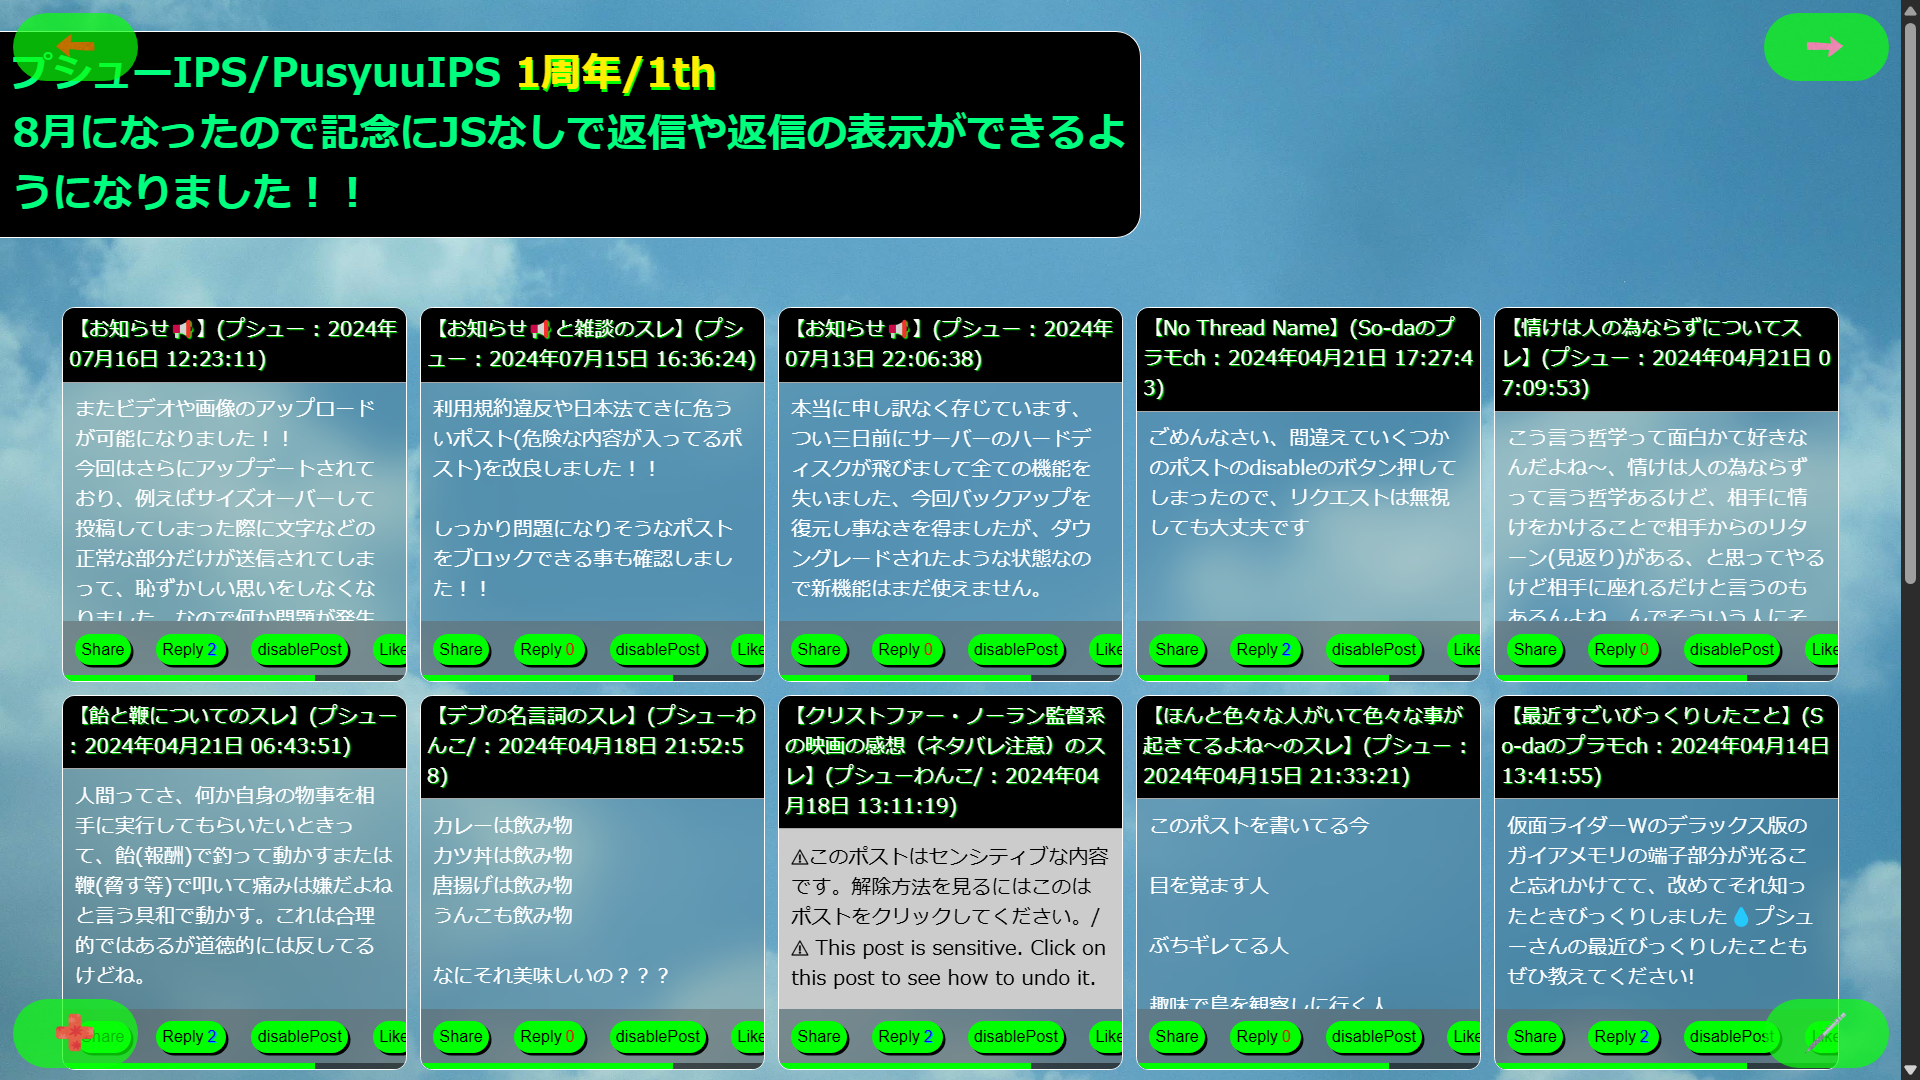 プシューIPS/PusyuuIPS 1周年/1th
8月になったので記念にJSなしで返信や返信の表示ができるよ
うになりました！！
【お知らせ📢】(プシュー : 2024年
07月16日 12:23:11)
またビデオや画像のアップロード
が可能になりました！！
今回はさらにアップデートされて
おり、例えばサイズオーバーして
投稿してしまった際に文字などの
正常な部分だけが送信されてしま
って、恥ずかしい思いをしなくな
りました、なので何か問題が発生
Share Reply 2 disablePost Like
【お知らせ📢と雑談のスレ】(プシ
ュー : 2024年07月15日 16:36:24)
利用規約違反や日本法てきに危う
いポスト(危険な内容が入ってるポ
スト)を改良しました！！
しっかり問題になりそうなポスト
をブロックできる事も確認しまし
た！！
Share Reply 0 disablePost Like
【お知らせ📢】(プシュー : 2024年
07月13日 22:06:38)
本当に申し訳なく存じています、
つい三日前にサーバーのハードデ
ィスクが飛びまして全ての機能を
失いました、今回バックアップを
復元し事なきを得ましたが、ダウ
ングレードされたような状態なの
で新機能はまだ使えません。
Share Reply 0 disablePost Like
【No Thread Name】(So-daのプ
ラモch : 2024年04月21日 17:27:4
3)
ごめんなさい、間違えていくつか
のポストのdisableのボタン押して
しまったので、リクエストは無視
しても大丈夫です
Share Reply 2 disablePost Like
【情けは人の為ならずについてス
レ】(プシュー : 2024年04月21日 0
7:09:53)
こう言う哲学って面白かて好きな
んだよね〜、情けは人の為ならず
って言う哲学あるけど、相手に情
けをかけることで相手からのリタ
ーン(見返り)がある、と思ってやる
けど相手に座れるだけと言うのも
あるんよね、んでそういう人にそ
Share Reply 0 disablePost Like
【飴と鞭についてのスレ】(プシュー
: 2024年04月21日 06:43:51)
人間ってさ、何か自身の物事を相
手に実行してもらいたいときっ
て、飴(報酬)で釣って動かすまたは
鞭(脅す等)で叩いて痛みは嫌だよね
と言う具和で動かす。これは合理
的ではあるが道徳的には反してる
けどね。
Share Reply 2 disablePost Like
【デブの名言詞のスレ】(プシューわ
んこ/ : 2024年04月18日 21:52:5
8)
カレーは飲み物
カツ丼は飲み物
唐揚げは飲み物
うんこも飲み物
なにそれ美味しいの？？？
Share Reply 0 disablePost Like
【クリストファー・ノーラン監督系
の映画の感想（ネタバレ注意）のス
レ】(プシューわんこ/ : 2024年04
月18日 13:11:19)
⚠このポストはセンシティブな内容
です。解除方法を見るにはこのは
ポストをクリックしてください。/
⚠ This post is sensitive. Click on
this post to see how to undo it.
Share Reply 2 disablePost Like
【ほんと色々な人がいて色々な事が
起きてるよね〜のスレ】(プシュー :
2024年04月15日 21:33:21)
このポストを書いてる今
目を覚ます人
ぶちギレてる人
趣味で鳥を観察しに行く人
Share Reply 0 disablePost Like
【最近すごいびっくりしたこと】(S
o-daのプラモch : 2024年04月14日
13:41:55)
仮面ライダーWのデラックス版の
ガイアメモリの端子部分が光るこ
と忘れかけてて、改めてそれ知っ
たときびっくりしました💧プシュ
ーさんの最近びっくりしたことも
ぜひ教えてください!
Share Reply 2 disablePost Like